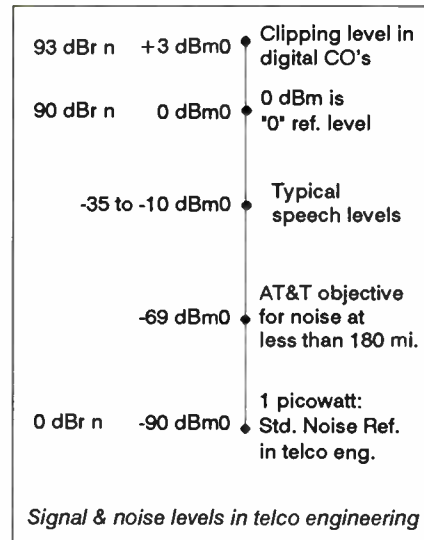 93 dBr n +3 dBm0 Clipping level in
digital CO's
90 dBr n 0 dBm0 0 dBm is
"0" ref. level
-35 to -10 dBm0 Typical
speech levels
-69 dBm0 AT&T objective
for noise at
less than 180 mi.
0 dBr n -90 dBm0 1 picowatt:
Std. Noise Ref.
in telco eng.
Signal & noise levels in telco engineering